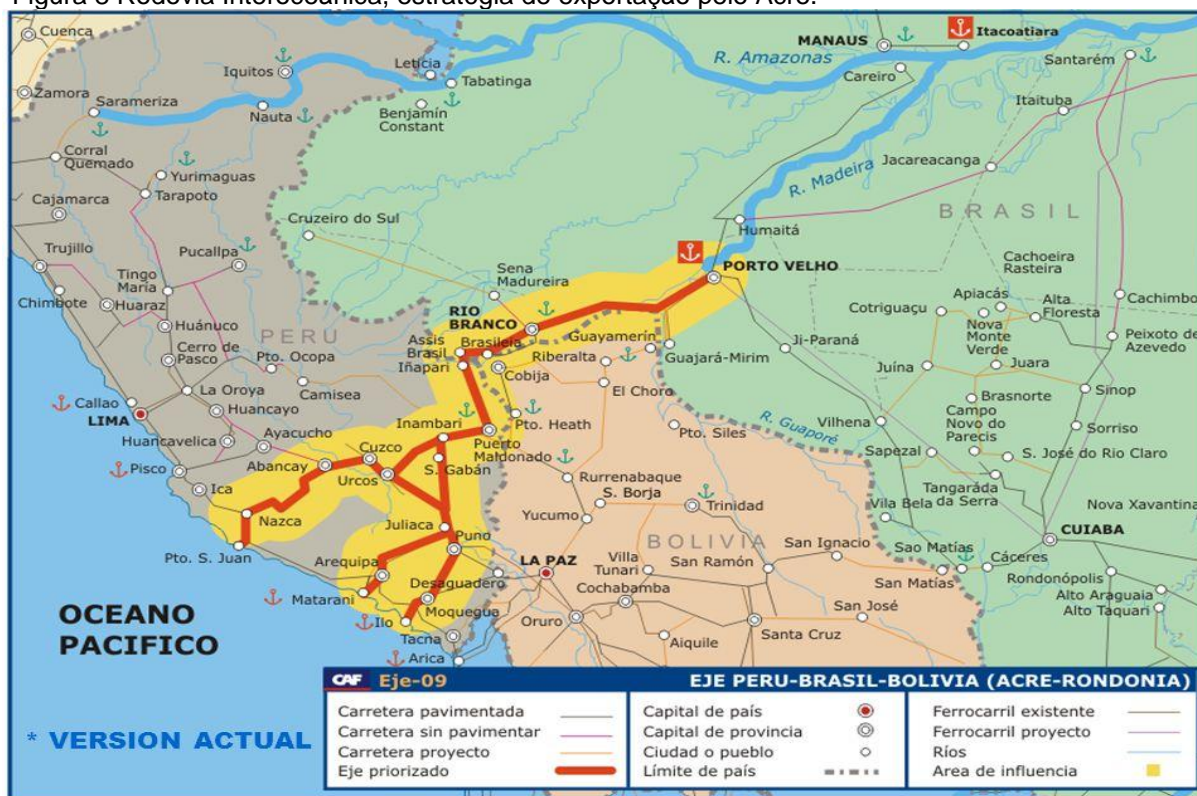 Figura 3 Rodovia Interoceânica, estratégia de exportação pelo Acre.
Cuenca
Zamora
Sarameriza
Iquitos
Nauta
Leticia
Tabatinga
Benjamín
Constant
MANAUS
Itacoatiara
R. Amazonas
Careiro
Santarém
Itaituba
Jacareacanga
R. Madeira
BRASIL
Corral
Quemado
Yurimaguas
Tarapoto
Cajamarca
Trujillo
Chimbote
Pucallpa
Tingo
María
Huaraz
Huánuco
PERU
Cerro de
Pasco
Pto. Ocopa
Camisea
La Oroya
Callao
LIMA
Huancayo
Huancavelica
Ayacucho
Pisco
Ica
Abancay
Cuzco
Urcos
Nazca
Pto. S. Juan
Cruzeiro do Sul
Sena
Madureira
RIO
BRANCO
Assis
Brasil
Brasileia
Iñapari
Cobija
Humaitá
PORTO VELHO
Guayamerín
Riberalta
Guajará-Mirim
El Choro
Ji-Paraná
Inambari
Puerto
Maldonado
Pto. Heath
S. Gabán
Pto. Siles
R. Guaporé
Rurrenabaque
S. Borja
Yucumo
Trinidad
Juliaca
Puno
Arequipa
Desaguadero
Matarani
Moquegua
Ilo
Tacna
Arica
LA PAZ
BOLIVIA
Villa
Tunari
San Ramón
San Ignacio
Cochabamba
Oruro
Aiquile
Santa Cruz
San José
San Matías
Sao Matías
Cáceres
Cachoeira
Rasteira
Cotriguaçu
Apiacás
Alta
Floresta
Nova
Monte
Verde
Cachimbo
Peixoto de
Azevedo
Juína
Juara
Brasnorte
Sinop
Campo
Novo do
Parecis
Sorriso
Vilhena
Sapezal
S. José do Rio Claro
Tangaráda
da Serra
Vila Bela
Nova Xavantina
CUIABA
Rondonópolis
Alto Araguaia
Alto Taquari
OCEANO
PACIFICO
* VERSION ACTUAL
CAF Eje-09
EJE PERU-BRASIL-BOLIVIA (ACRE-RONDONIA)
Carretera pavimentada
Carretera sin pavimentar
Carretera proyecto
Eje priorizado
Capital de país
Capital de provincia
Ciudad o pueblo
Límite de país
Ferrocarril existente
Ferrocarril proyecto
Ríos
Area de influencia